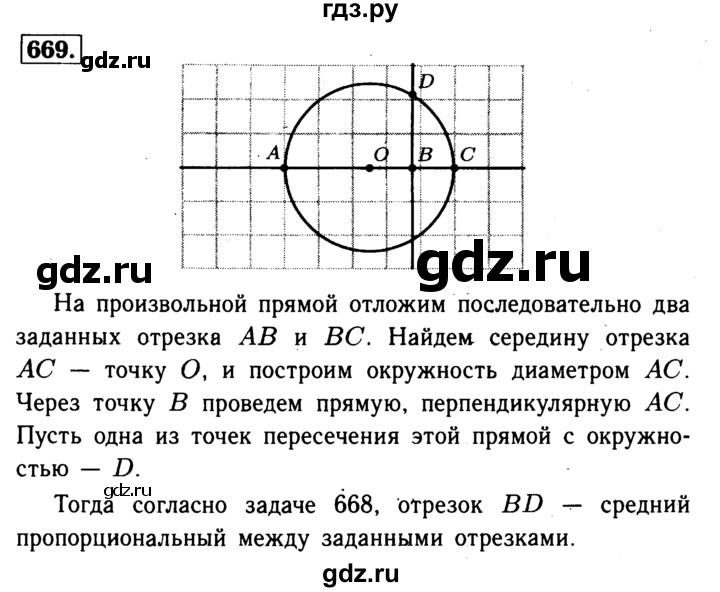 гдз.ру
669.
gdz.ru
D
A
O
B
C
gdz.ru
gdz.ru
На произвольной прямой отложим последовательно два
заданных отрезка AB и BC. Найдем середину отрезка
AC — точку O, и построим окружность диаметром AC.
Через точку B проведем прямую, перпендикулярную AC.
Пусть одна из точек пересечения этой прямой с окружно-
стью — D.
gdz.ru
Тогда согласно задаче 668, отрезок BD — средний
пропорциональный между заданными отрезками.
gdz.ru